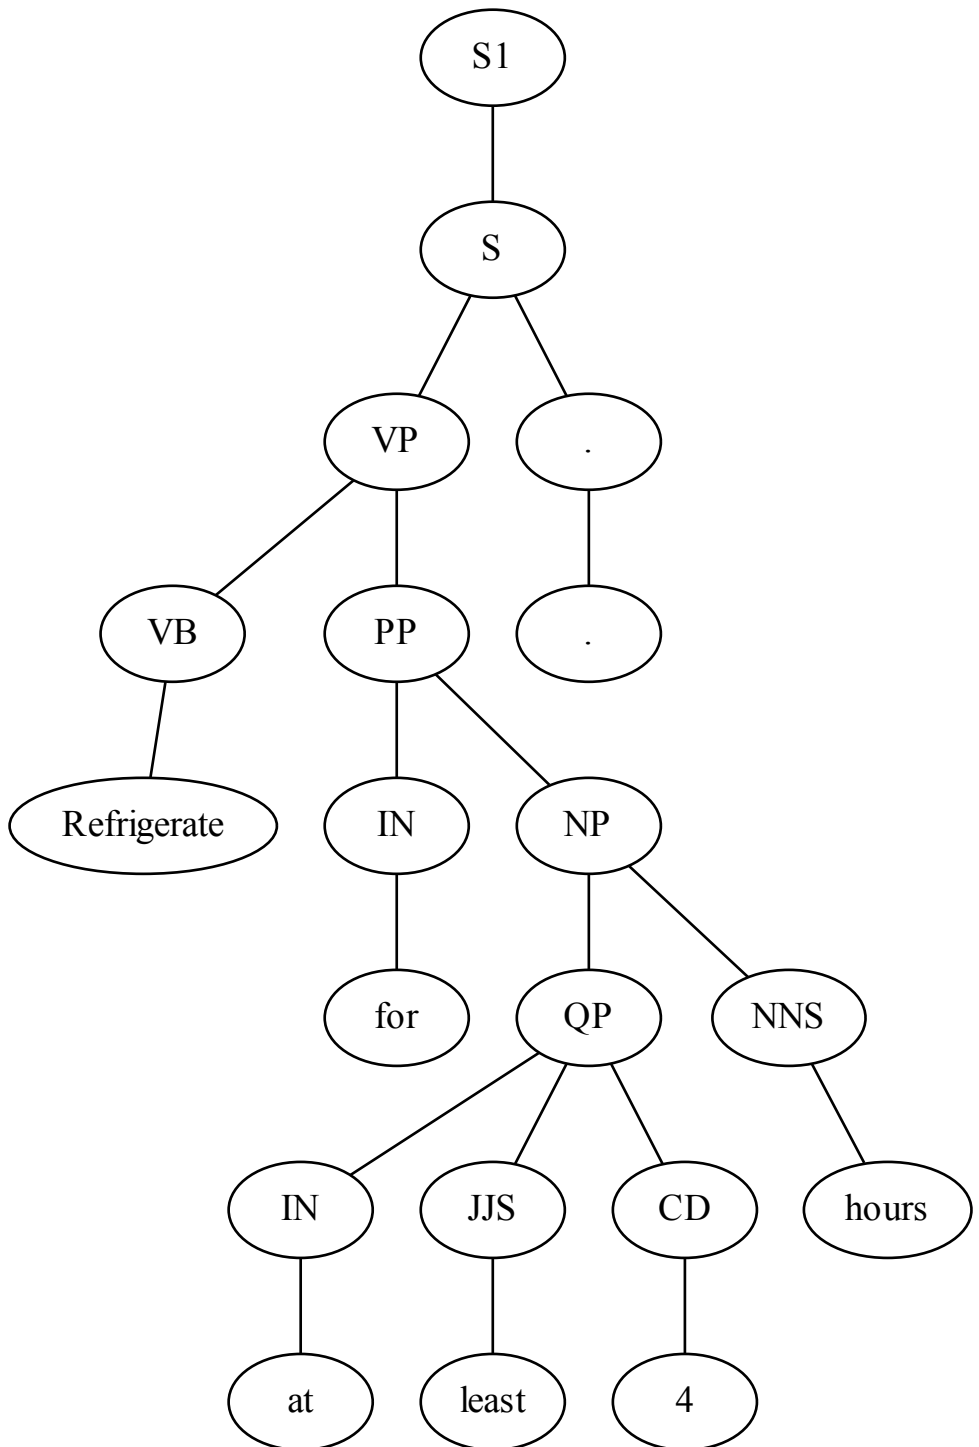 S1
S
VP .
VB PP .
Refrigerate IN NP
for QP NNS
IN JJS CD hours
at least 4